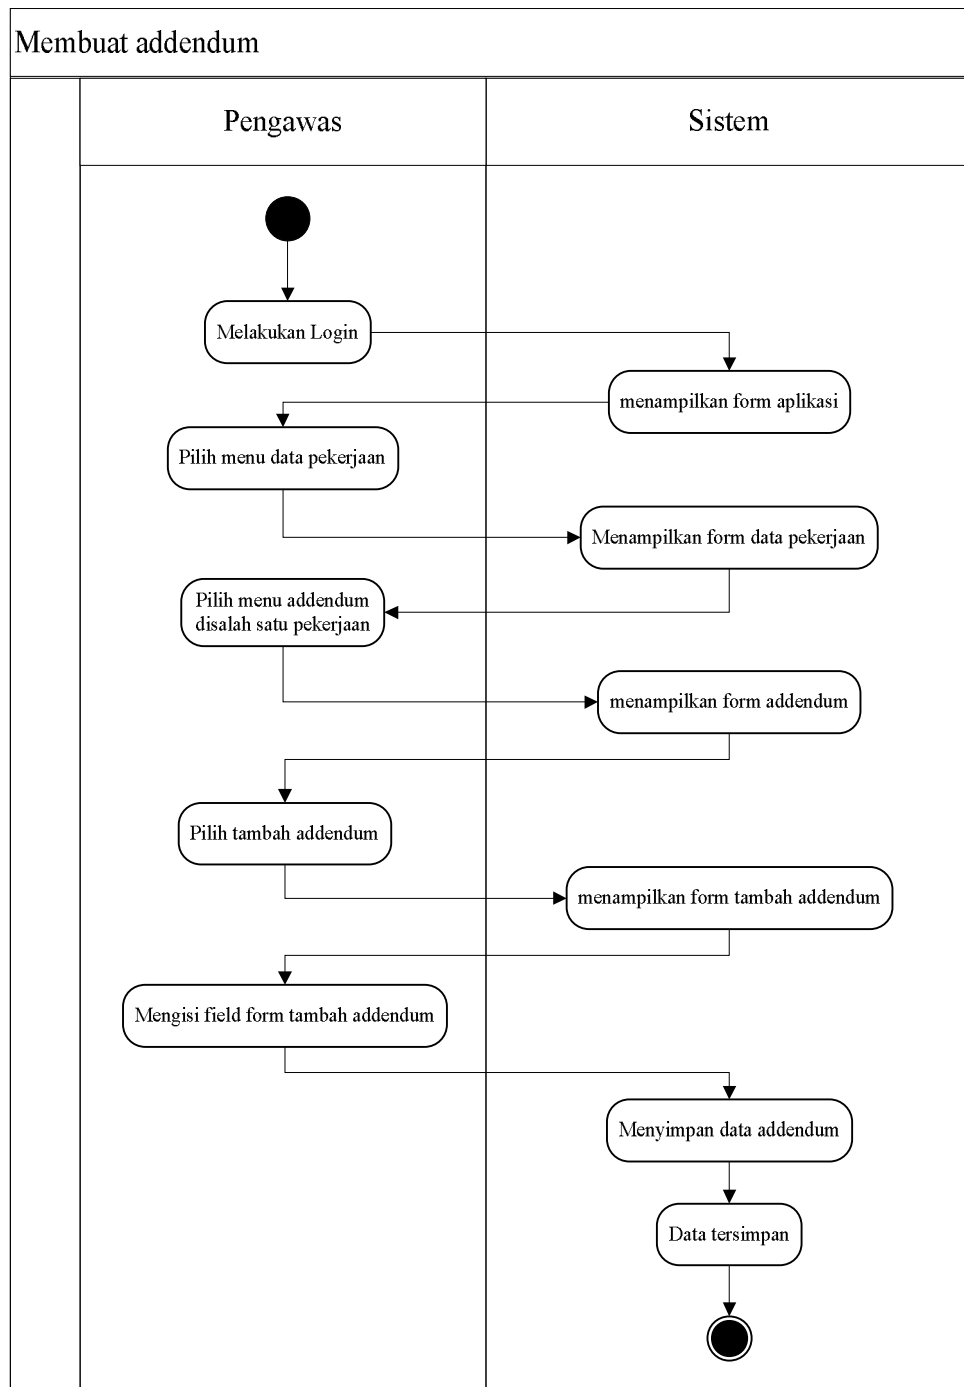 Membuat addendum
Pengawas
Sistem
Melakukan Login
menampilkan form aplikasi
Pilih menu data pekerjaan
Menampilkan form data pekerjaan
Pilih menu addendum
disalah satu pekerjaan
menampilkan form addendum
Pilih tambah addendum
menampilkan form tambah addendum
Mengisi field form tambah addendum
Menyimpan data addendum
Data tersimpan